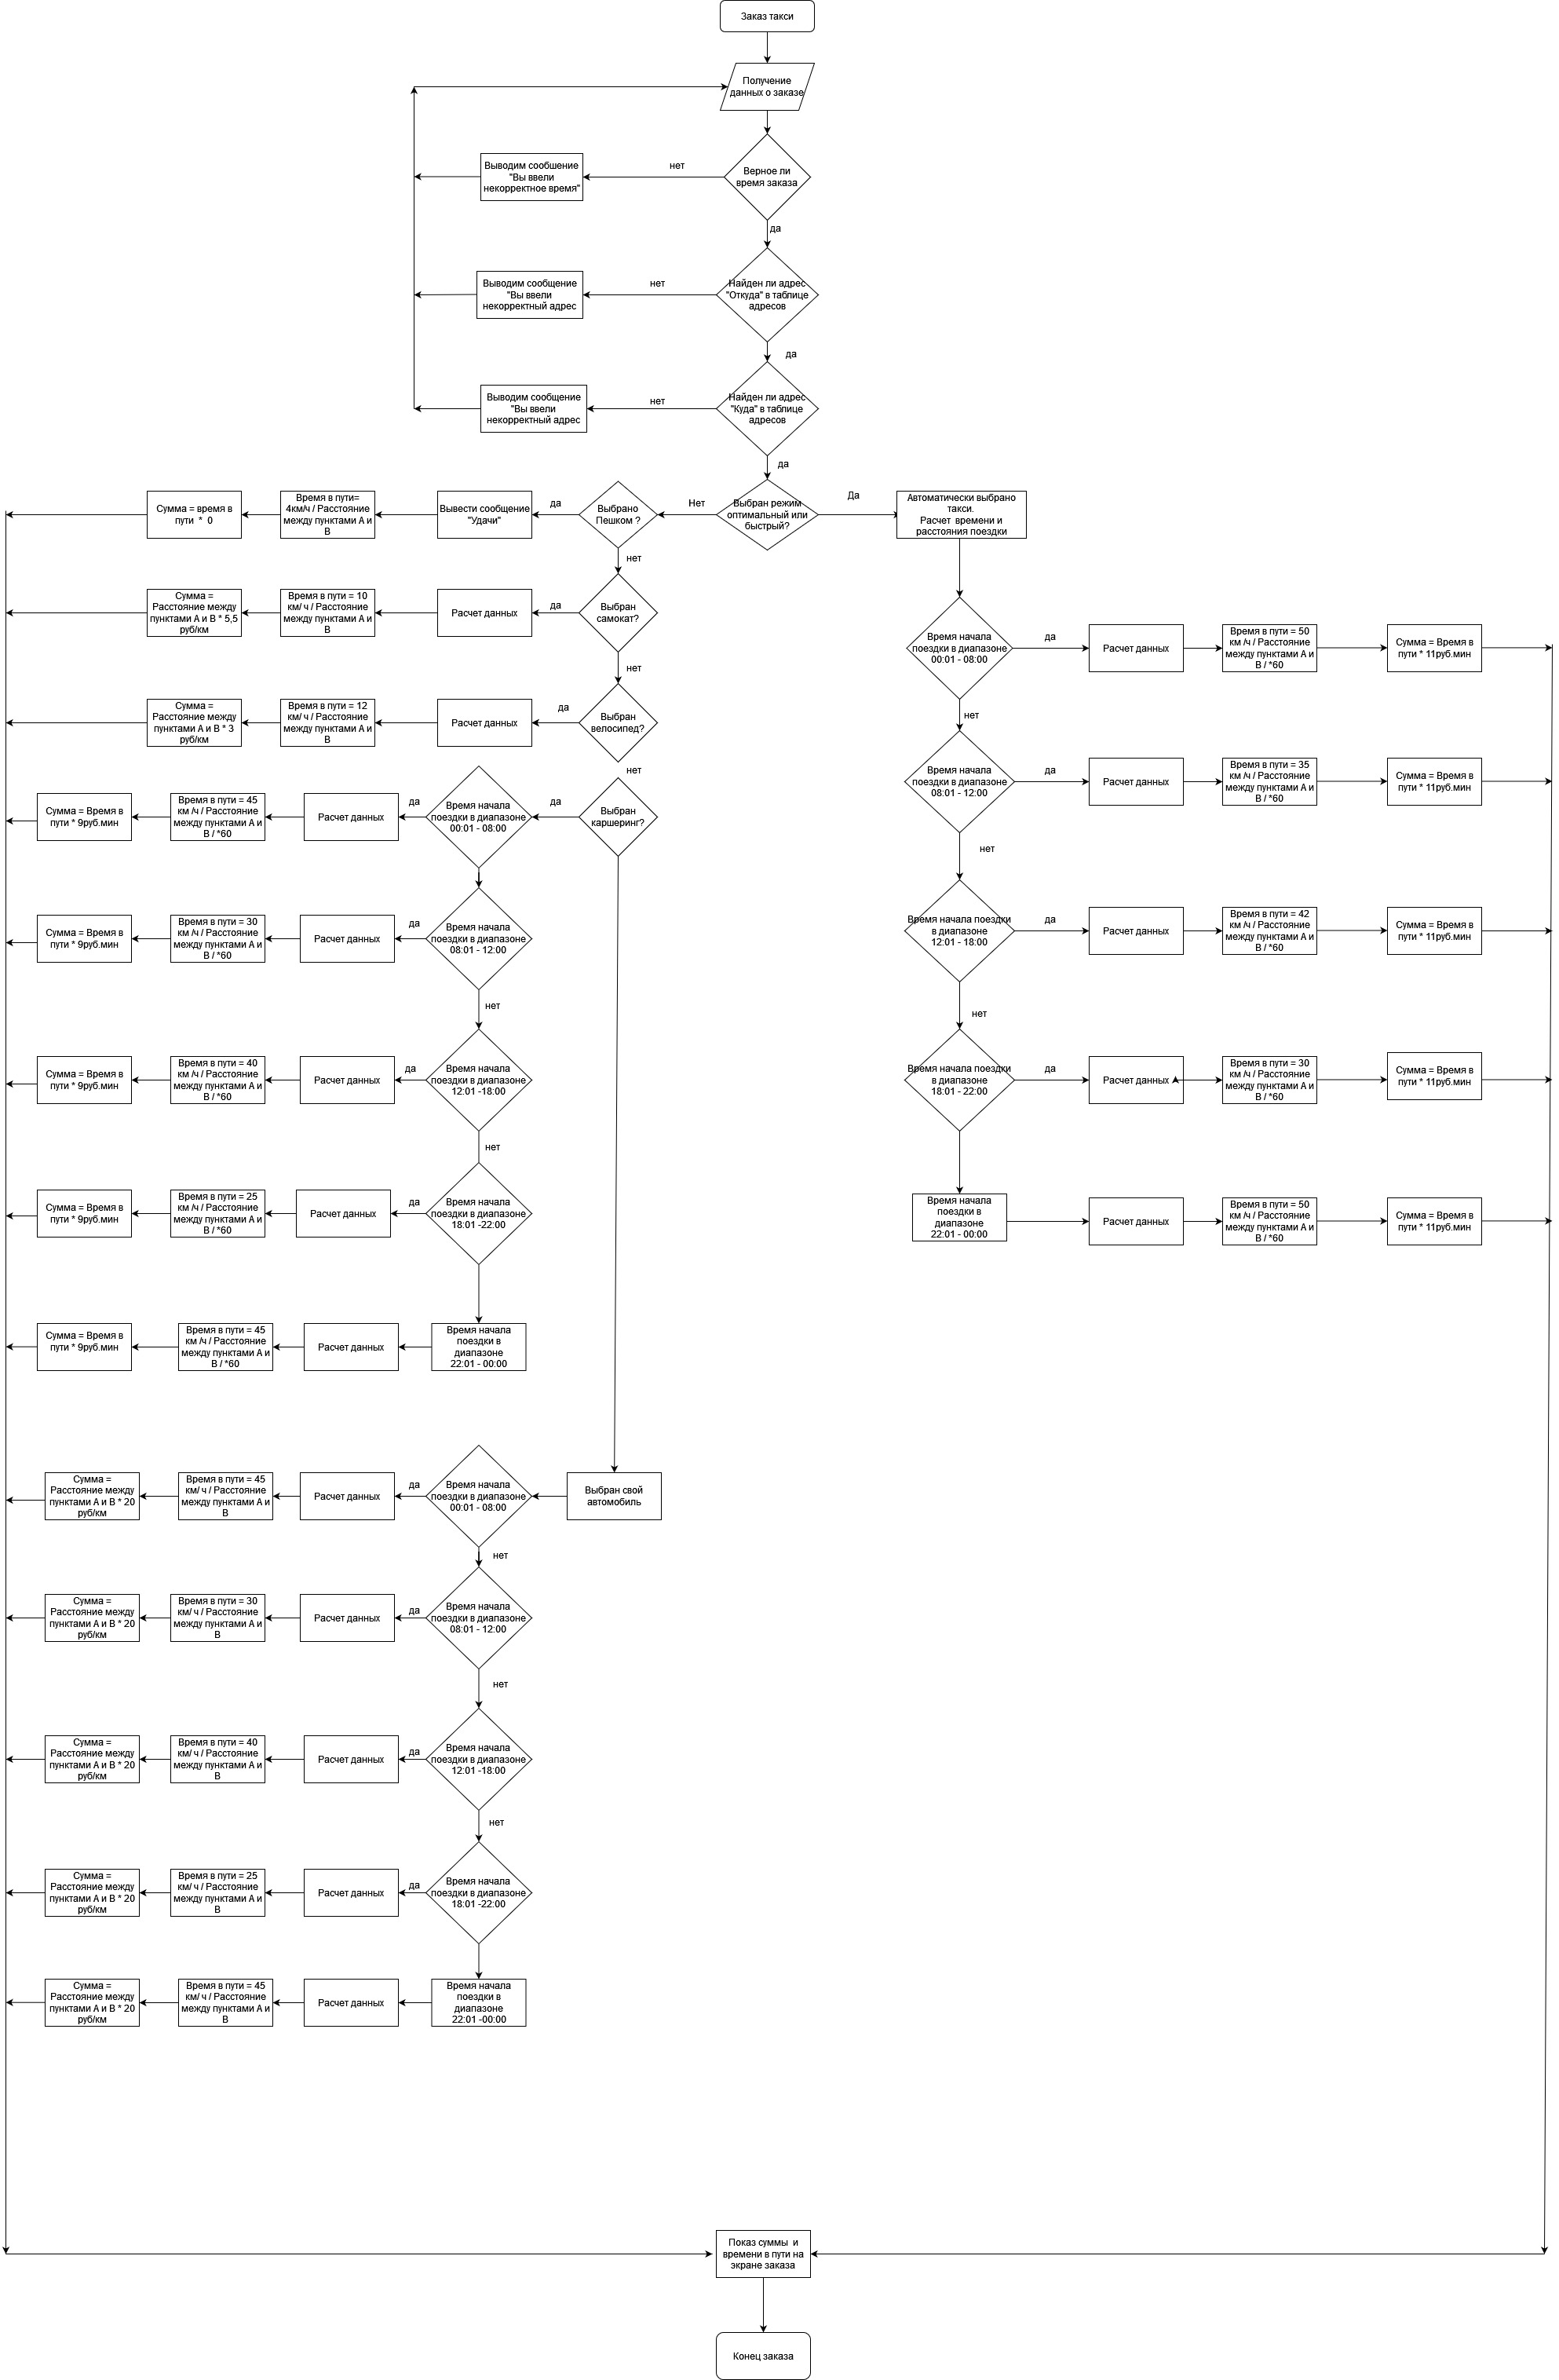 Заказ такси
Получение
данных о заказе
Верное ли
время заказа
нет
Выводим сообшение
"Вы ввели
некорректное время"
да
Найден ли адрес
"Откуда" в таблице
адресов
нет
Выводим сообщение
"Вы ввели
некорректный адрес
да
Найден ли адрес
"Куда" в таблице
адресов
нет
Выводим сообщение
"Вы ввели
некорректный адрес
да
Выбран режим
оптимальный или
быстрый?
Нет
Да
Выбрано
Пешком ?
да
Вывести сообщение
"Удачи"
Время в пути=
4км/ч / Расстояние
между пунктами А и
В
Сумма = время в
пути * 0
нет
Выбран
самокат?
да
Расчет данных
Время в пути = 10
км/ ч / Расстояние
между пунктами А и
В
Сумма =
Расстояние между
пунктами А и В * 5,5
руб/км
нет
Выбран
велосипед?
да
Расчет данных
Время в пути = 12
км/ ч / Расстояние
между пунктами А и
В
Сумма =
Расстояние между
пунктами А и В * 3
руб/км
нет
Выбран
каршеринг?
да
Время начала
поездки в диапазоне
00:01 - 08:00
да
Расчет данных
Время в пути = 45
км /ч / Расстояние
между пунктами А и
В / *60
Сумма = Время в
пути * 9руб.мин
Время начала
поездки в диапазоне
08:01 - 12:00
да
Расчет данных
Время в пути = 30
км /ч / Расстояние
между пунктами А и
В / *60
Сумма = Время в
пути * 9руб.мин
нет
Время начала
поездки в диапазоне
12:01 -18:00
да
Расчет данных
Время в пути = 40
км /ч / Расстояние
между пунктами А и
В / *60
Сумма = Время в
пути * 9руб.мин
нет
Время начала
поездки в диапазоне
18:01 -22:00
да
Расчет данных
Время в пути = 25
км /ч / Расстояние
между пунктами А и
В / *60
Сумма = Время в
пути * 9руб.мин
Время начала
поездки в
диапазоне
22:01 - 00:00
Расчет данных
Время в пути = 45
км /ч / Расстояние
между пунктами А и
В / *60
Сумма = Время в
пути * 9руб.мин
Выбран свой
автомобиль
Время начала
поездки в диапазоне
00:01 - 08:00
да
Расчет данных
Время в пути = 45
км/ ч / Расстояние
между пунктами А и
В
Сумма =
Расстояние между
пунктами А и В * 20
руб/км
нет
Время начала
поездки в диапазоне
08:01 - 12:00
да
Расчет данных
Время в пути = 30
км/ ч / Расстояние
между пунктами А и
В
Сумма =
Расстояние между
пунктами А и В * 20
руб/км
нет
Время начала
поездки в диапазоне
12:01 -18:00
да
Расчет данных
Время в пути = 40
км/ ч / Расстояние
между пунктами А и
В
Сумма =
Расстояние между
пунктами А и В * 20
руб/км
нет
Время начала
поездки в диапазоне
18:01 -22:00
да
Расчет данных
Время в пути = 25
км/ ч / Расстояние
между пунктами А и
В
Сумма =
Расстояние между
пунктами А и В * 20
руб/км
Время начала
поездки в
диапазоне
22:01 -00:00
Расчет данных
Время в пути = 45
км/ ч / Расстояние
между пунктами А и
В
Сумма =
Расстояние между
пунктами А и В * 20
руб/км
Автоматически выбрано
такси.
Расчет времени и
расстояния поездки
Время начала
поездки в диапазоне
00:01 - 08:00
да
Расчет данных
Время в пути = 50
км /ч / Расстояние
между пунктами А и
В / *60
Сумма = Время в
пути * 11руб.мин
нет
Время начала
поездки в диапазоне
08:01 - 12:00
да
Расчет данных
Время в пути = 35
км /ч / Расстояние
между пунктами А и
В / *60
Сумма = Время в
пути * 11руб.мин
нет
Время начала поездки
в диапазоне
12:01 - 18:00
да
Расчет данных
Время в пути = 42
км /ч / Расстояние
между пунктами А и
В / *60
Сумма = Время в
пути * 11руб.мин
нет
Время начала поездки
в диапазоне
18:01 - 22:00
да
Расчет данных
Время в пути = 30
км /ч / Расстояние
между пунктами А и
В / *60
Сумма = Время в
пути * 11руб.мин
Время начала
поездки в
диапазоне
22:01 - 00:00
Расчет данных
Время в пути = 50
км /ч / Расстояние
между пунктами А и
В / *60
Сумма = Время в
пути * 11руб.мин
Показ суммы и
времени в пути на
экране заказа
Конец заказа